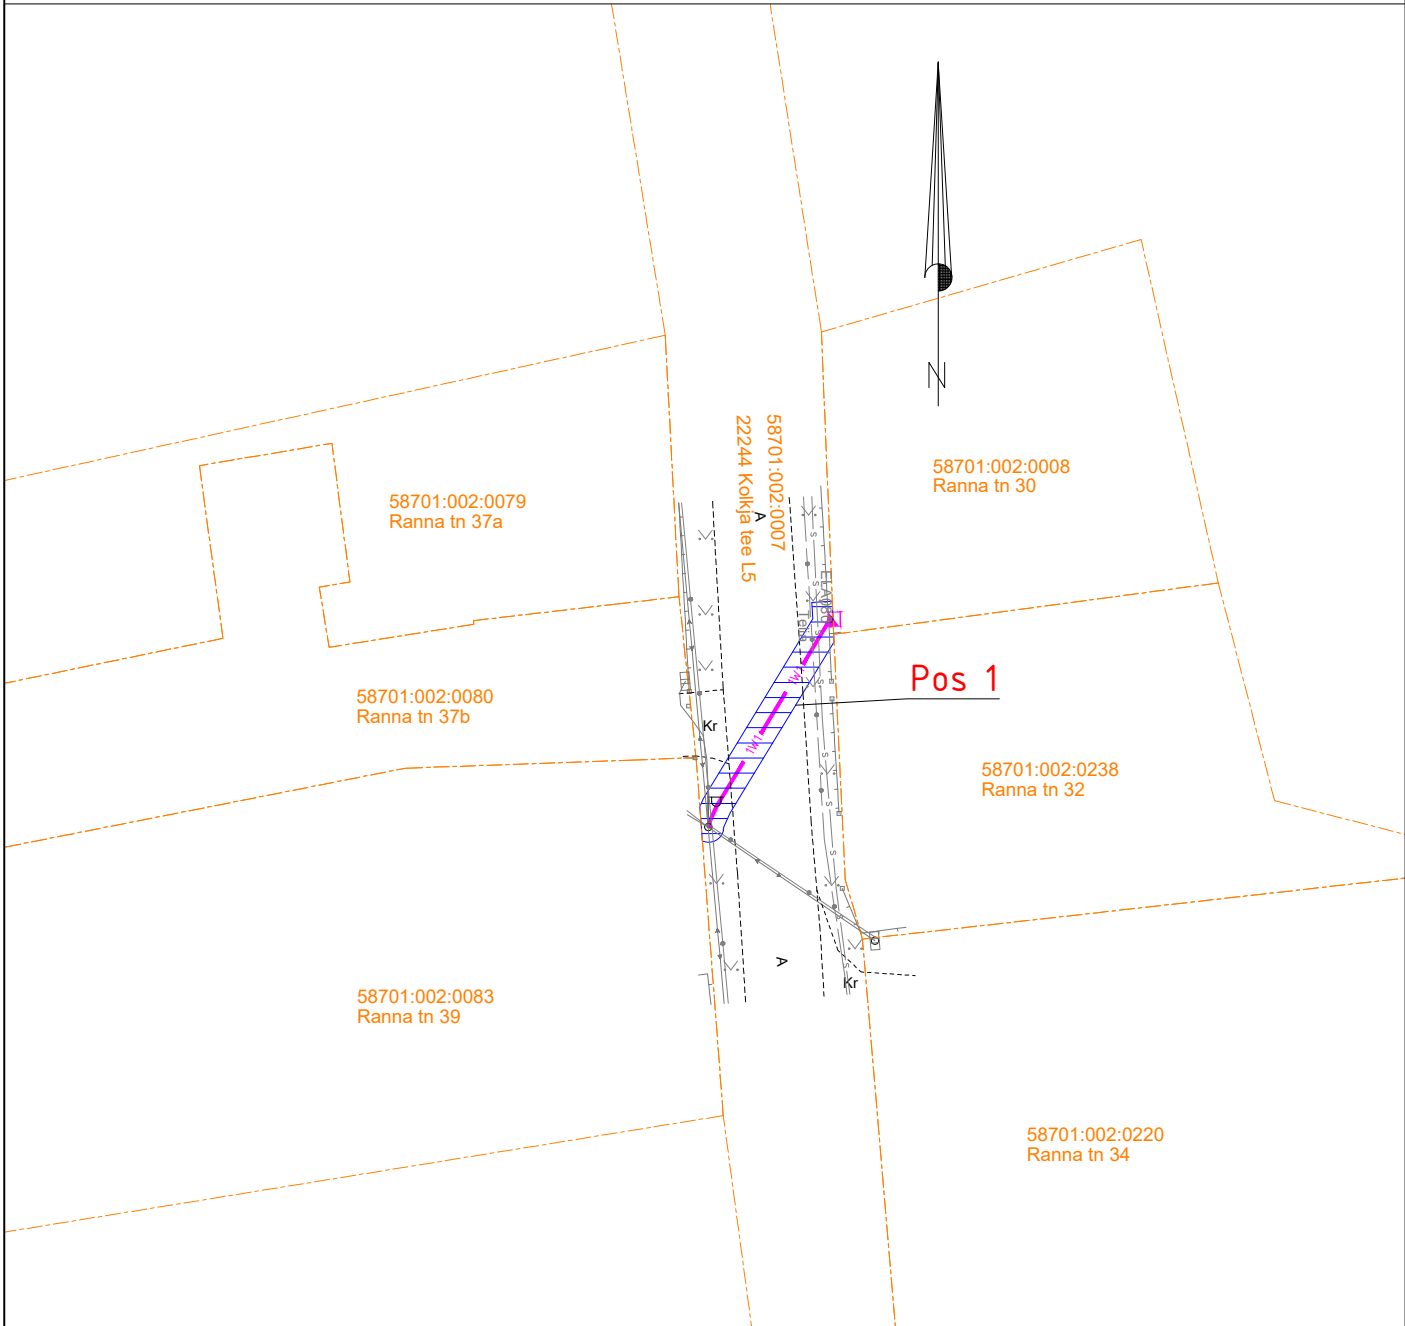 N
58701:002:0007
22244 Kolkja tee L5
58701:002:0008
Ranna tn 30
58701:002:0079
Ranna tn 37a
A
Pos 1
58701:002:0080
Ranna tn 37b
Kr
1W1
1W1
58701:002:0238
Ranna tn 32
A
Kr
58701:002:0083
Ranna tn 39
58701:002:0220
Ranna tn 34